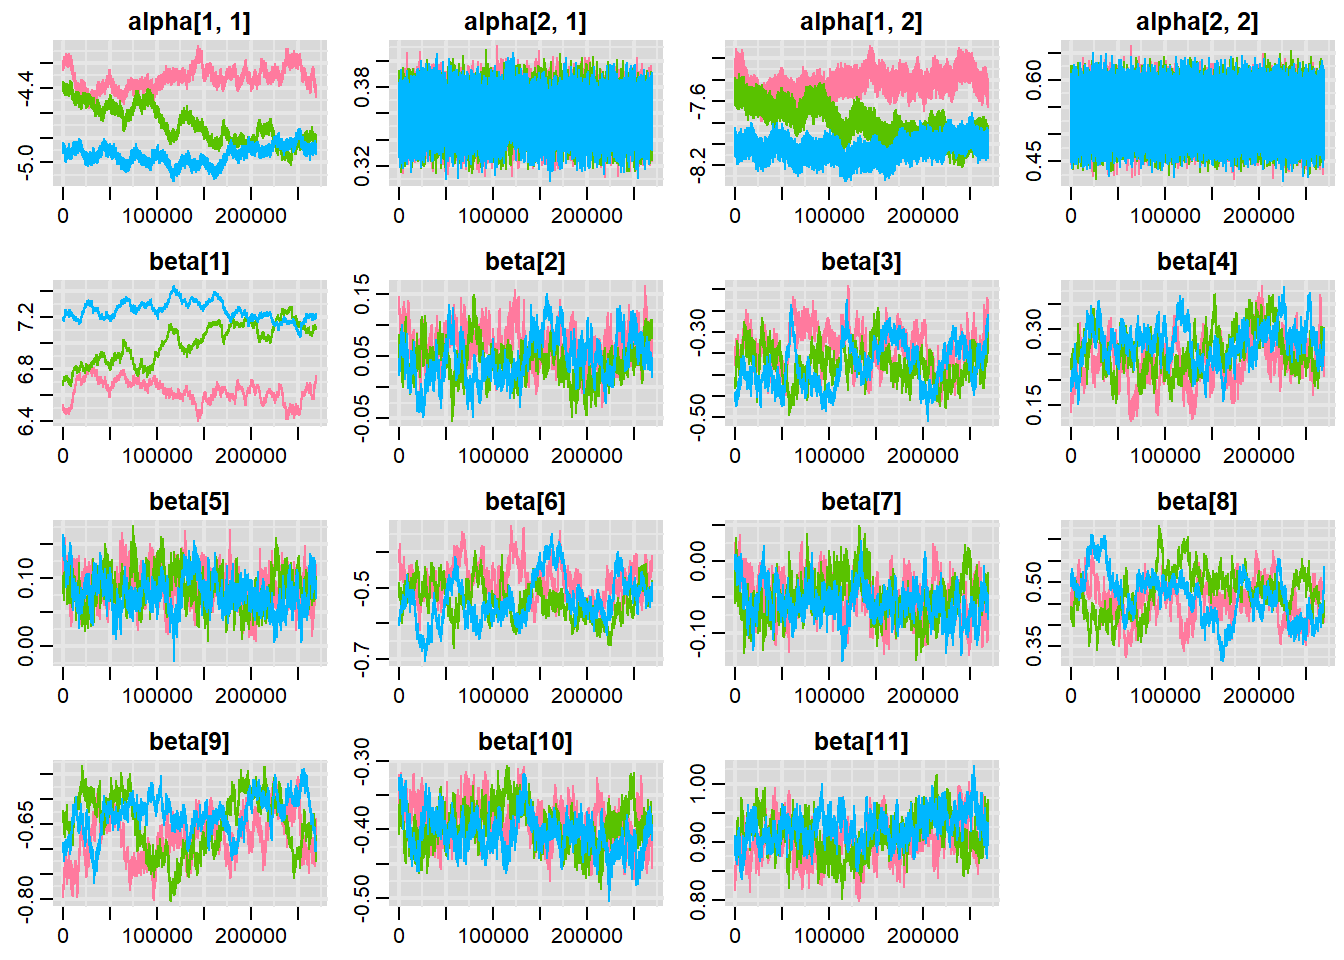 alpha[1, 1] alpha[2, 1] alpha[1, 2] alpha[2, 2]
-4.4 0.38 -7.6 0.60
-5.0 0.32 -8.2 0.45
0 100000 200000 0 100000 200000 0 100000 200000 0 100000 200000
beta[1] beta[2] beta[3] beta[4]
7.2 0.15 -0.30 0.30
6.8 0.05
6.4 -0.05 -0.50 0.15
0 100000 200000 0 100000 200000 0 100000 200000 0 100000 200000
beta[5] beta[6] beta[7] beta[8]
0.10 -0.5 0.00 0.50
0.00 -0.7 -0.10 0.35
0 100000 200000 0 100000 200000 0 100000 200000 0 100000 200000
beta[9] beta[10] beta[11]
-0.65 -0.30 1.00
-0.40 0.90
-0.80 -0.50 0.80
0 100000 200000 0 100000 200000 0 100000 200000